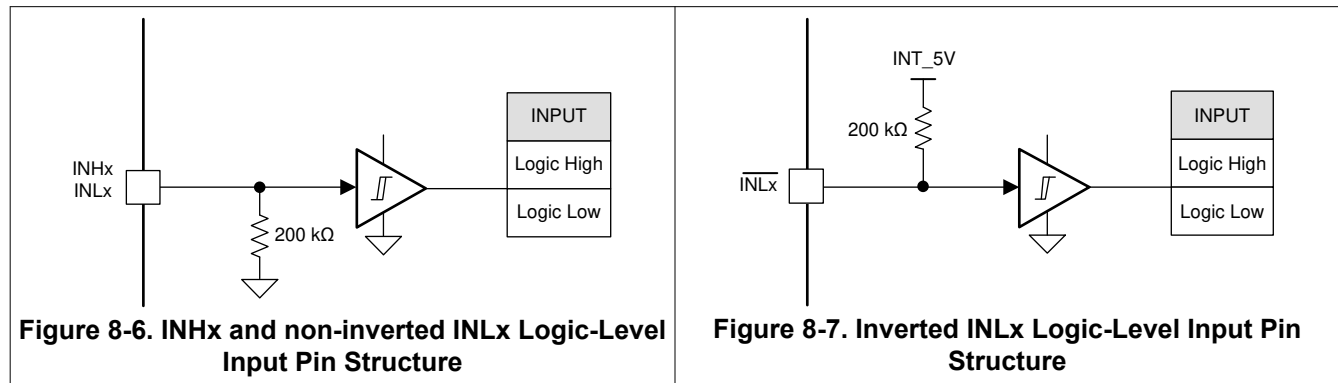 INHx
INLx
200 kΩ
INPUT
Logic High
Logic Low
Figure 8-6. INHx and non-inverted INLx Logic-Level
Input Pin Structure
INT_5V
200 kΩ
INLx
INPUT
Logic High
Logic Low
Figure 8-7. Inverted INLx Logic-Level Input Pin
Structure